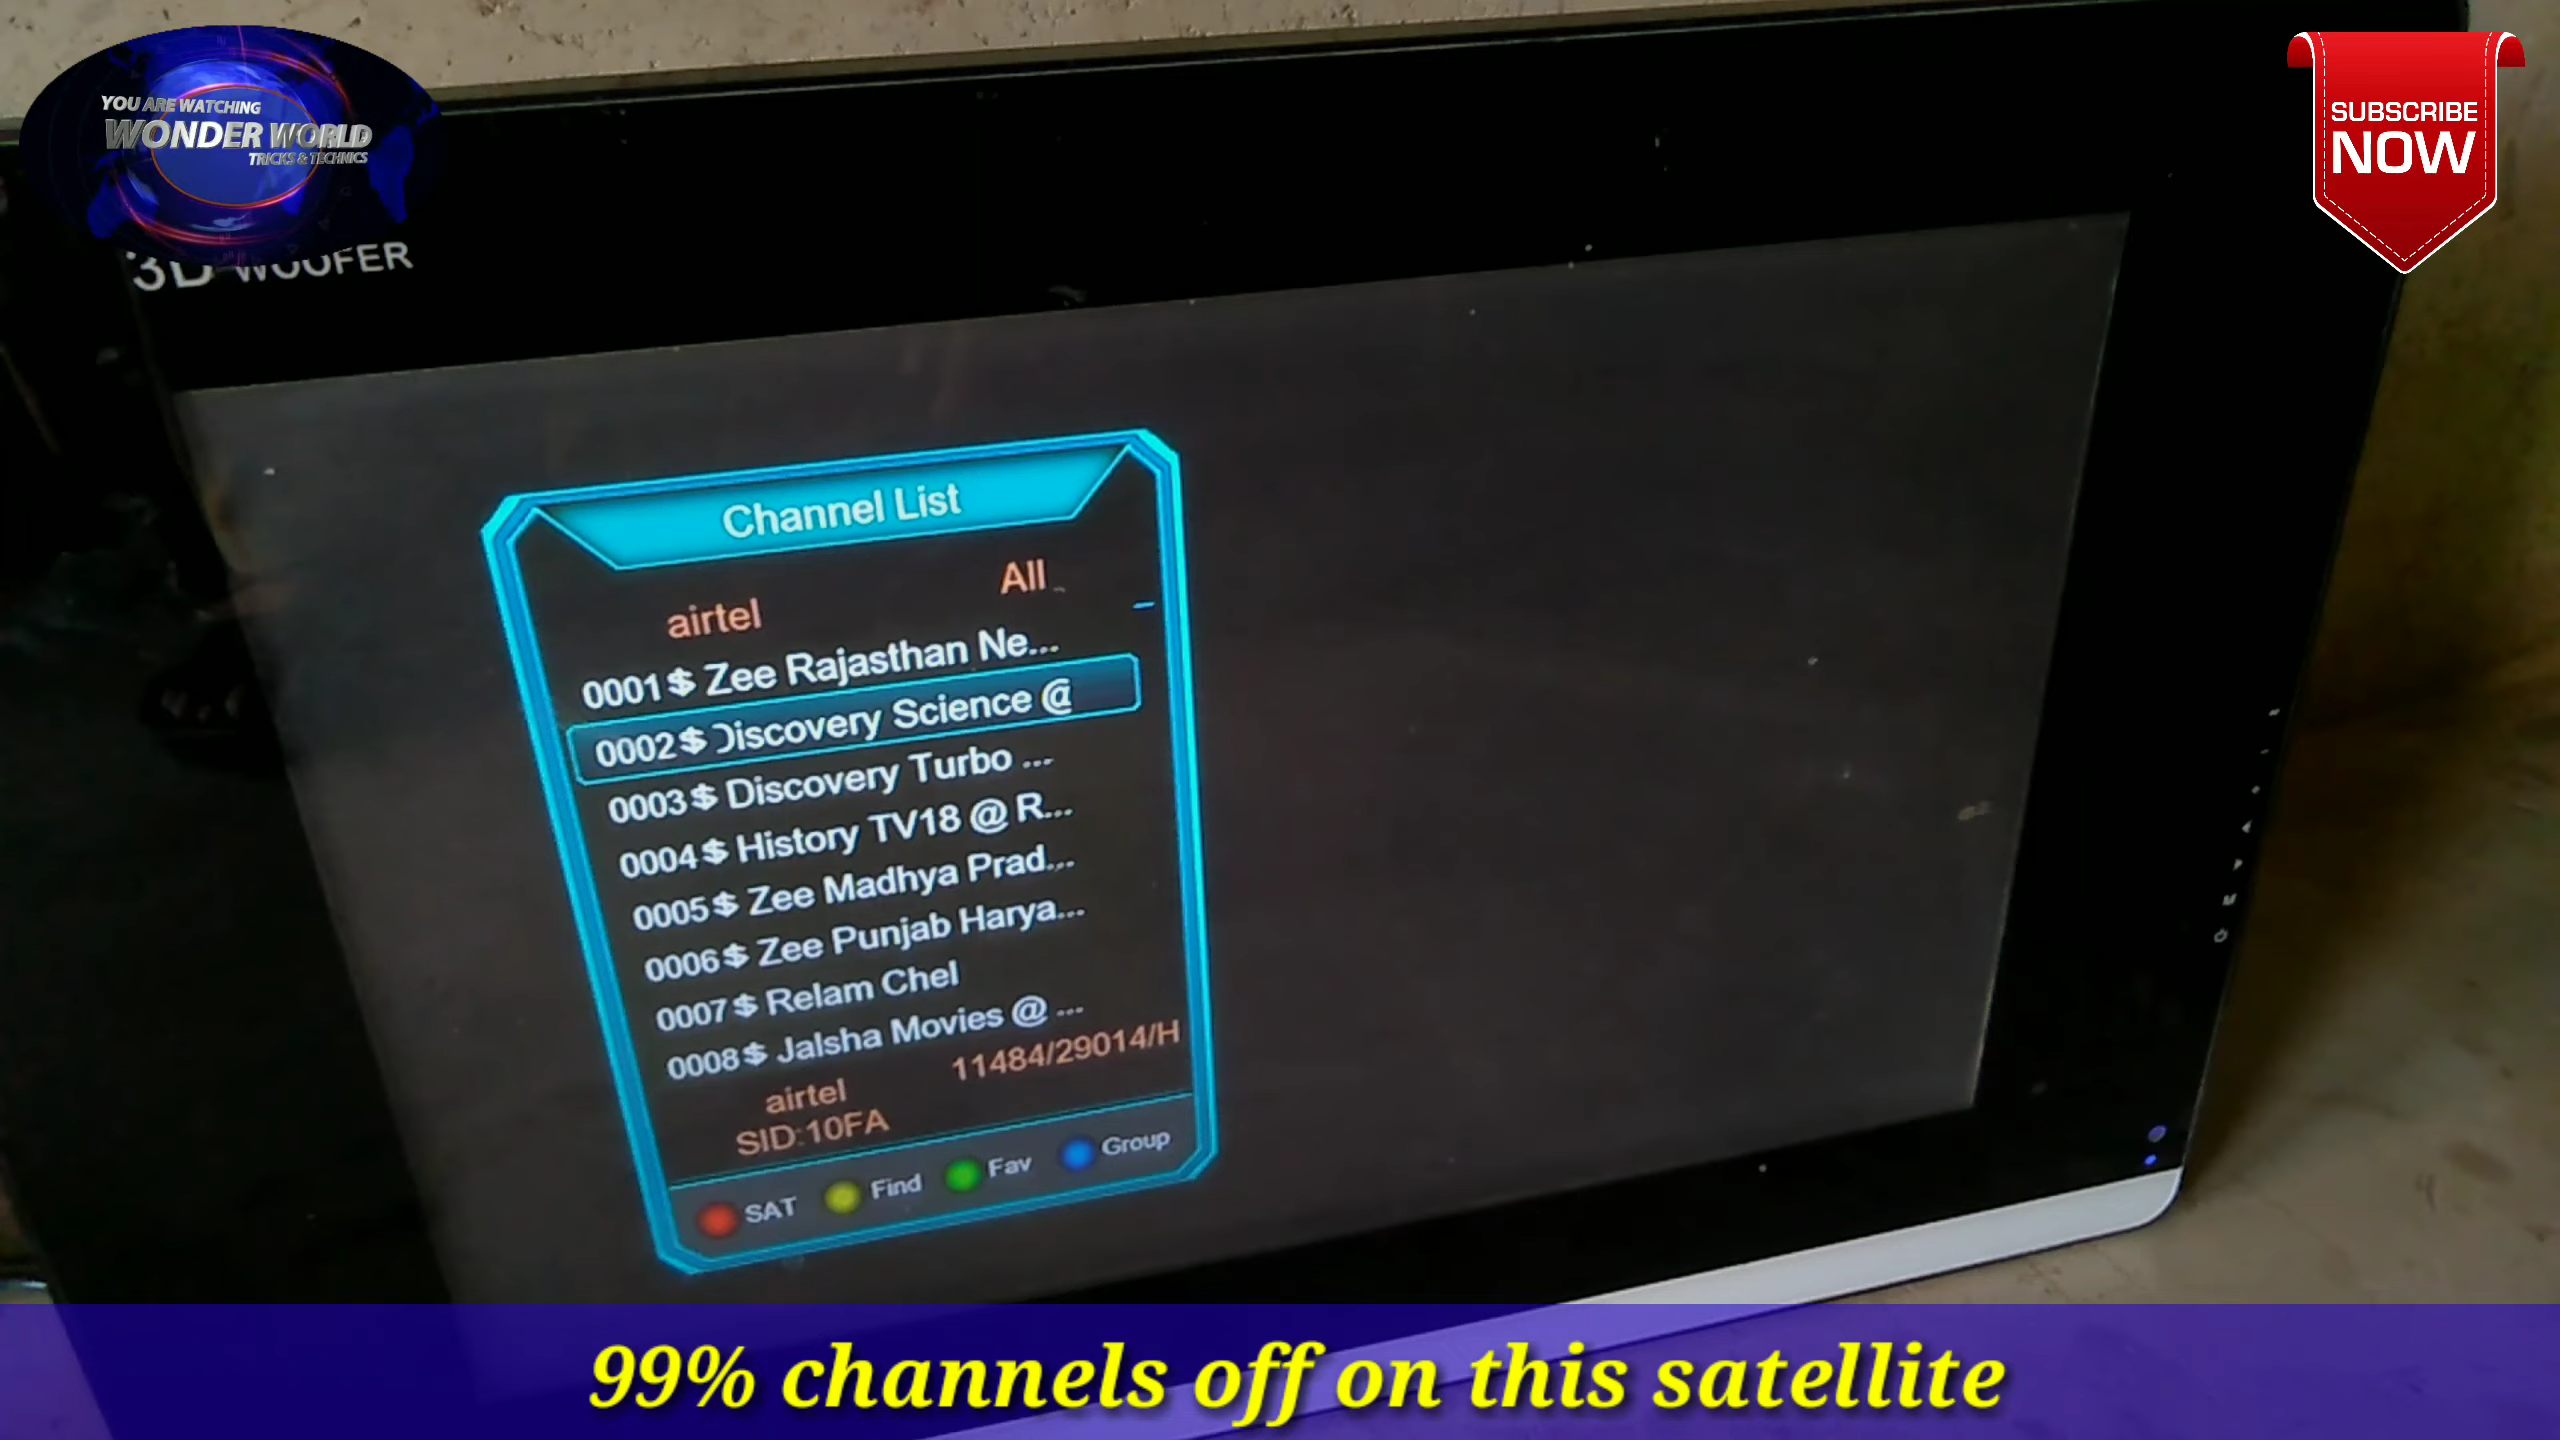 YOU ARE WATCHING
WONDER WORLD
TRICKS & TECHNICS
SUBSCRIBE
NOW
3D WOOFER
Channel List
airtel All
0001$ Zee Rajasthan Ne...
0002$ Discovery Science @
0003$ Discovery Turbo ...
0004$ History TV18 @ R...
0005$ Zee Madhya Prad...
0006$ Zee Punjab Harya...
0007$ Relam Chel
0008$ Jalsha Movies @ ...
airtel 11484/29014/H
SID:10FA
SAT Find Fav Group
M
99% channels off on this satellite